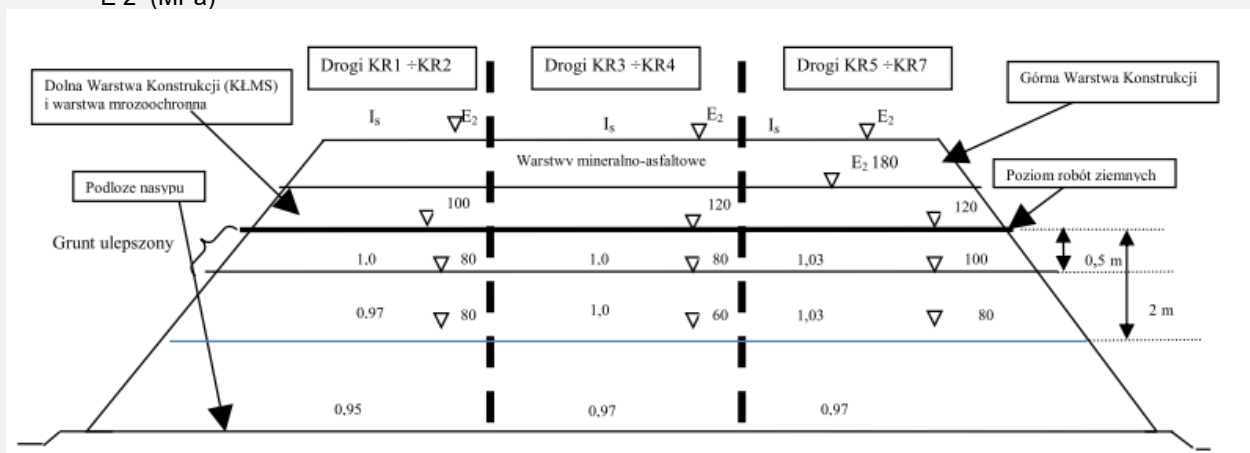 E 2 (MPa)
Drogi KR1 ÷KR2
Drogi KR3 ÷KR4
Drogi KR5 ÷KR7
Dolna Warstwa Konstrukcji (KŁMS)
i warstwa mrozoochronna
Górna Warstwa Konstrukcji
Is E2
Is E2
Is E2
Warstwy mineralno-asfaltowe
E2 180
Podłoze nasypu
Poziom robót ziemnych
100
120
120
Grunt ulepszony
1,0 80
1,0 80
1,03 100
0,5 m
0.97 80
1,0 60
1,03 80
2 m
0,95
0,97
0,97